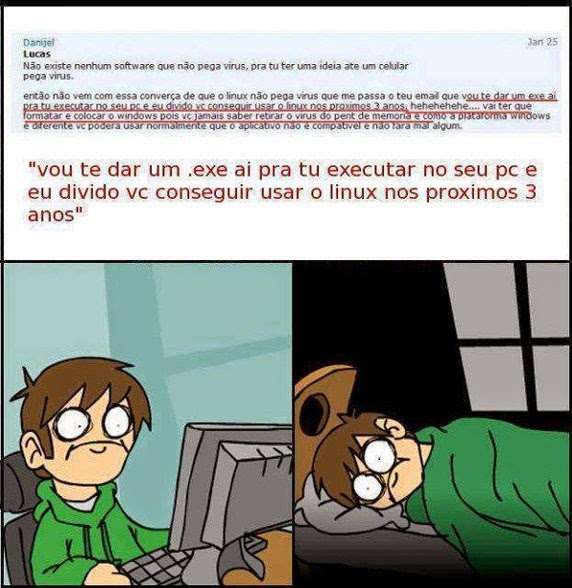 Danijel
Jan 25
Lucas
Não existe nenhum software que não pega virus, pra tu ter uma ideia ate um celular
pega virus.
então não vem com essa converça de que o linux não pega virus que me passa o teu email que vou te dar um exe ai
pra tu executar no seu pc e eu divido vc conseguir usar o linux nos proximos 3 anos, hehehehehe.... vai ter que
formatar e colocar o windows pois vc jamais saber retirar o virus do pent de memoria e como a plataforma windows
é diferente vc podera usar normalmente que o aplicativo não é compativel e não fara mal algum.
"vou te dar um .exe ai pra tu executar no seu pc e
eu divido vc conseguir usar o linux nos proximos 3
anos"